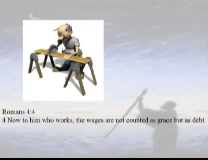 Romans 4:4
4 Now to him who works, the wages are not counted as grace but as debt